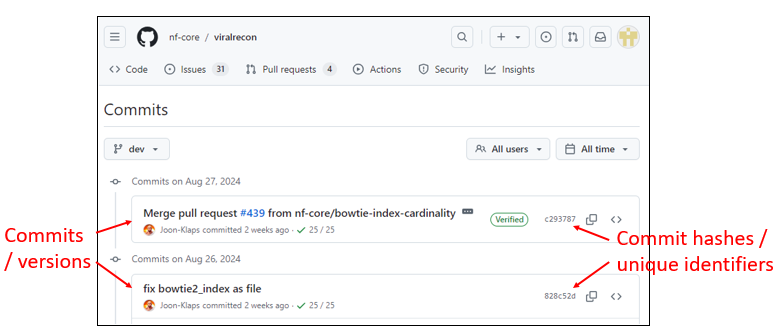 nf-core / viralrecon
Code Issues 31 Pull requests 4 Actions Security Insights
Commits
dev All users All time
Commits on Aug 27, 2024
Merge pull request #439 from nf-core/bowtie-index-cardinality Verified c293787
Joon-Klaps committed 2 weeks ago · 25 / 25
Commits
/ versions
Commit hashes /
unique identifiers
Commits on Aug 26, 2024
fix bowtie2_index as file 828c52d
Joon-Klaps committed 2 weeks ago · 25 / 25